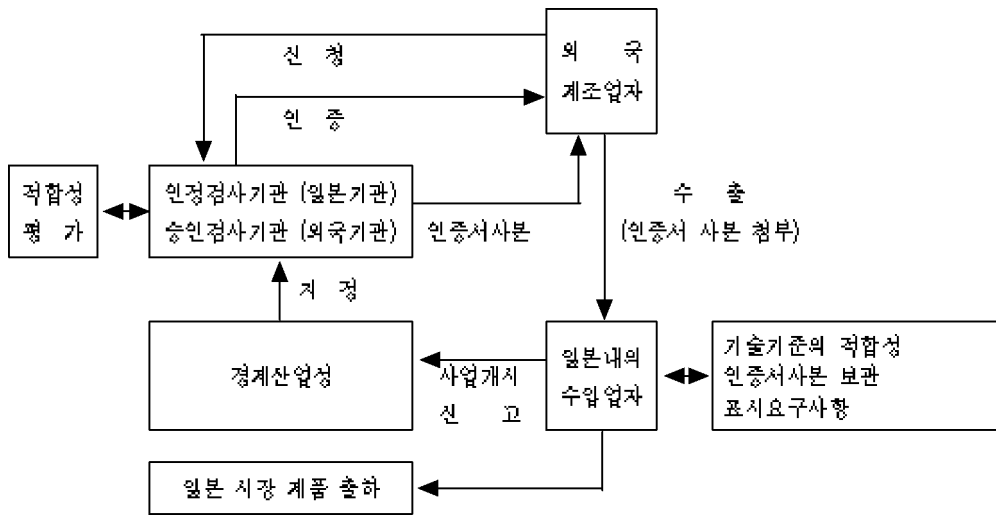 신 청
외 국
제조업자
인 증
적합성
평 가
인정검사기관 (일본기관)
승인검사기관 (외국기관)
인증서사본
수 출
(인증서 사본 첨부)
지 정
경제산업성
사업개시
신 고
일본내의
수입업자
기술기준의 적합성
인증서사본 보관
표시요구사항
일본 시장 제품 출하